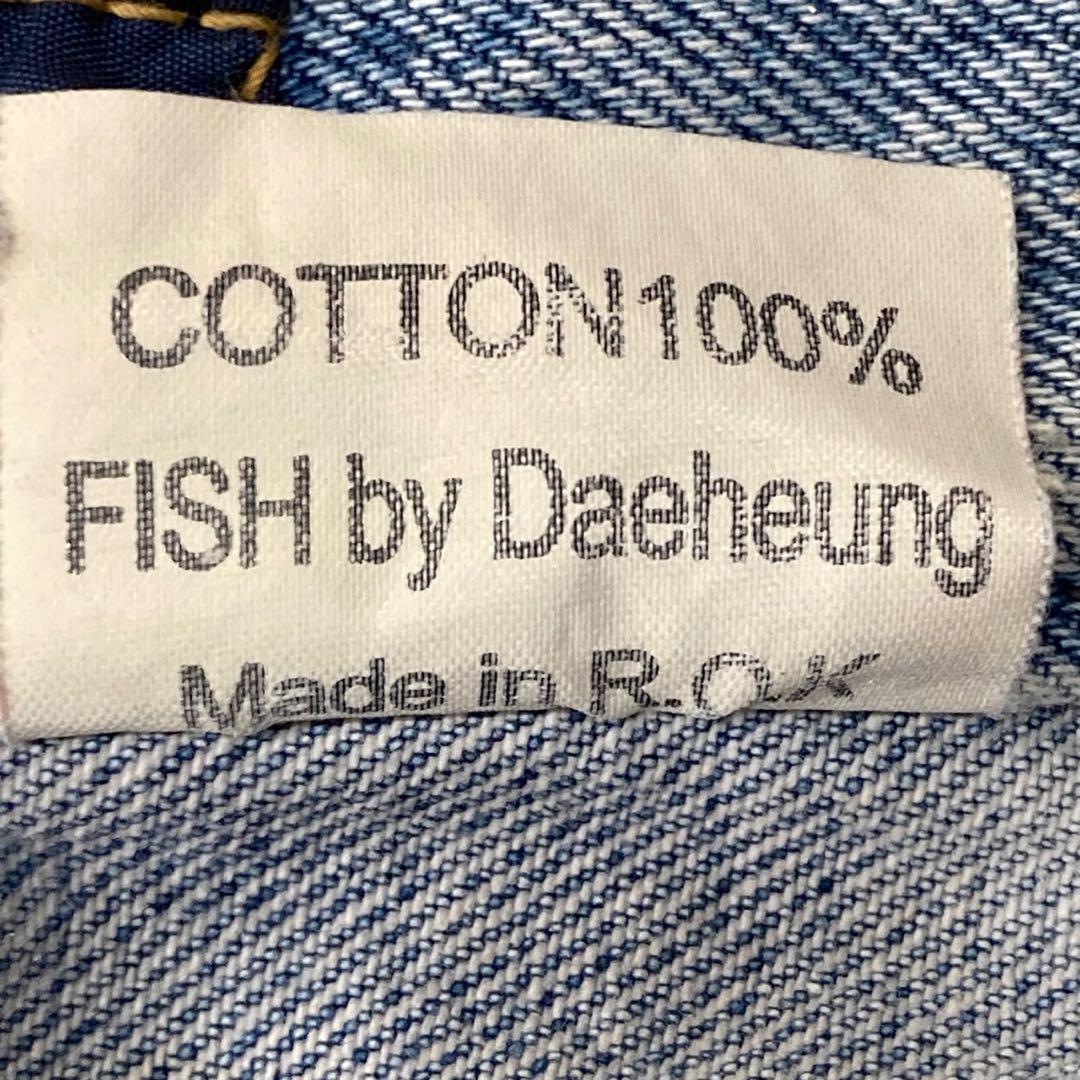 COTTON100%
FISH by Daeheung
Made in R.O.K